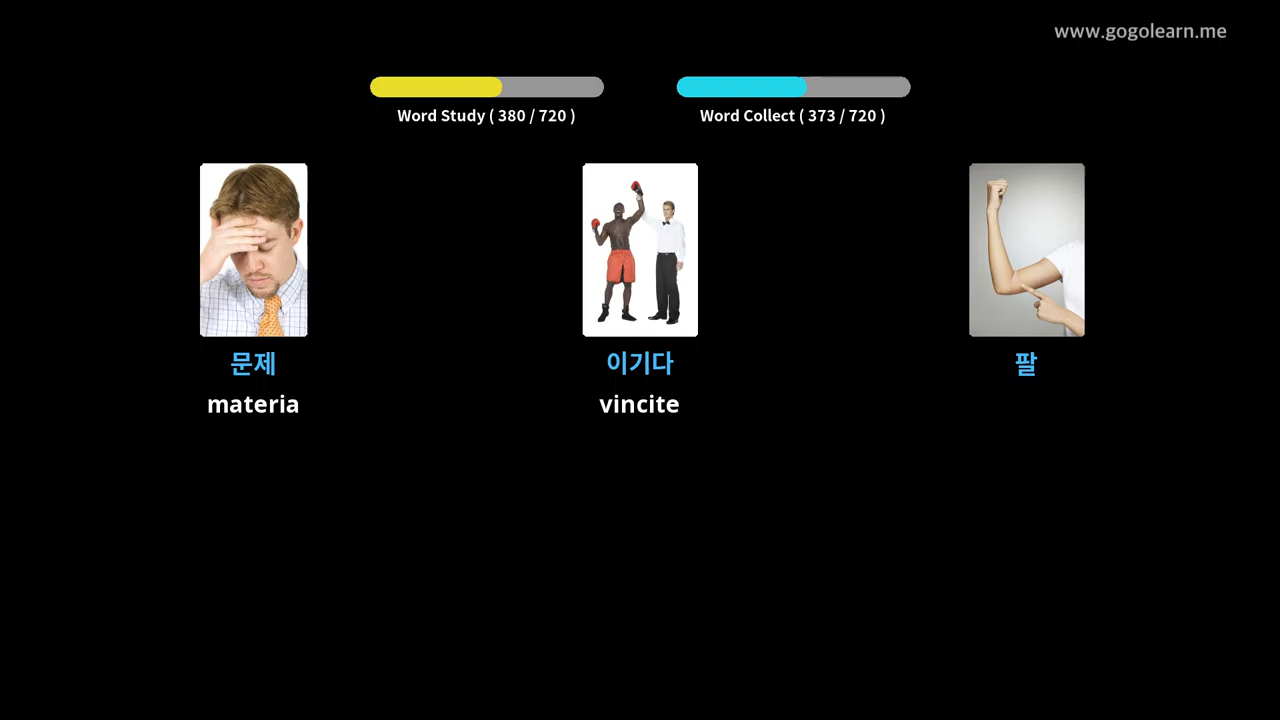 www.gogolearn.me
Word Study ( 380 / 720 )
Word Collect ( 373 / 720 )
문제
이기다
팔
materia
vincite